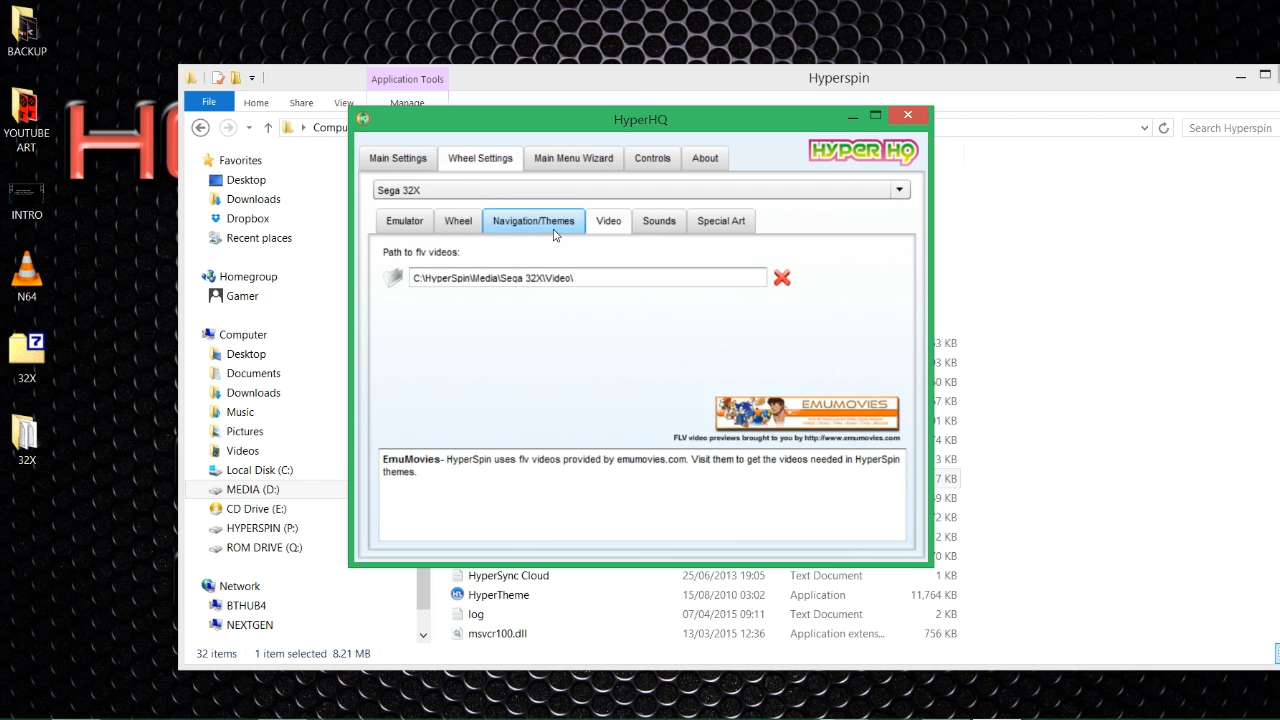 BACKUP
YOUTUBE
ART
INTRO
N64
32X
32X
H
Application Tools
Hyperspin
File
Home
Share
View
Manage
Compu
Search Hyperspin
Favorites
Desktop
Downloads
Dropbox
Recent places
Homegroup
Gamer
Computer
Desktop
Documents
Downloads
Music
Pictures
Videos
Local Disk (C:)
MEDIA (D:)
CD Drive (E:)
HYPERSPIN (P:)
ROM DRIVE (Q:)
Network
BTHUB4
NEXTGEN
32 items 1 item selected 8.21 MB
HyperHQ
Main Settings
Wheel Settings
Main Menu Wizard
Controls
About
HYPER HQ
Sega 32X
Emulator
Wheel
Navigation/Themes
Video
Sounds
Special Art
Path to flv videos:
C:\HyperSpin\Media\Sega 32X\Video\
EMUMOVIES
FLV video previews brought to you by http://www.emumovies.com
EmuMovies- HyperSpin uses flv videos provided by emumovies.com. Visit them to get the videos needed in HyperSpin
themes.
HyperSync Cloud 25/06/2013 19:05 Text Document 1 KB
HyperTheme 15/08/2010 03:02 Application 11,764 KB
log 07/04/2015 09:11 Text Document 2 KB
msvcr100.dll 13/03/2015 12:36 Application extens... 756 KB